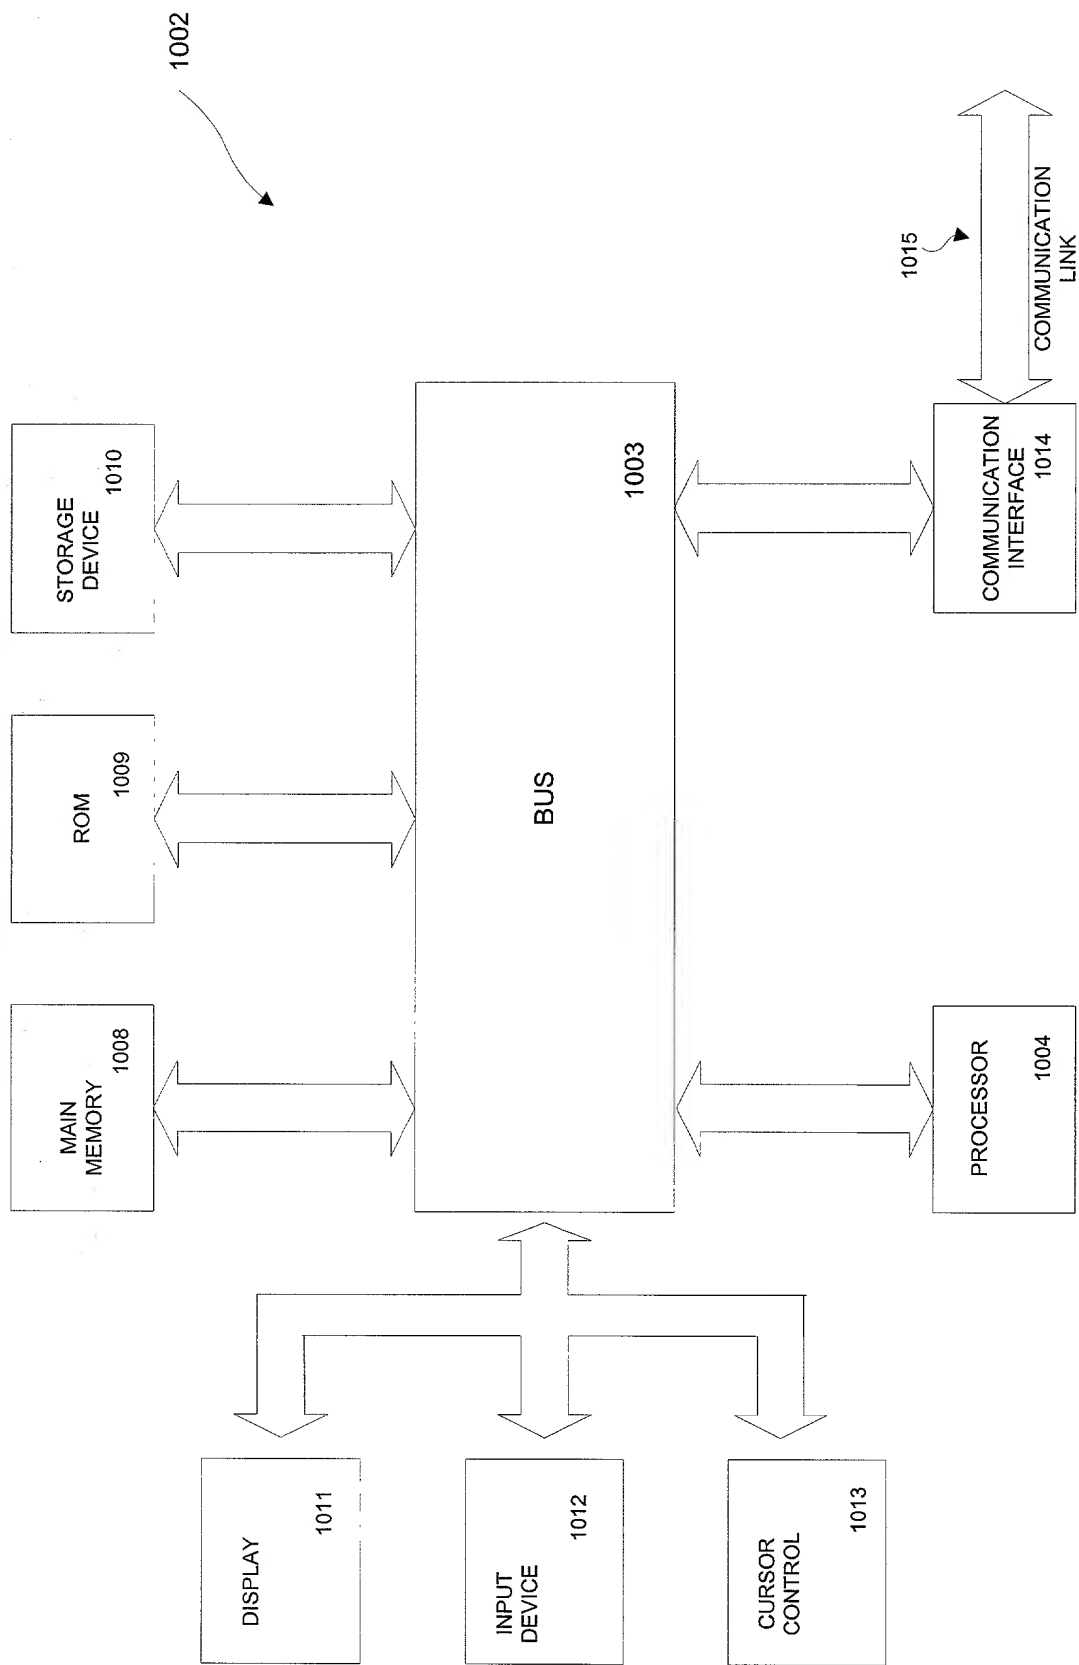 1002
MAIN
MEMORY
1008
ROM
1009
STORAGE
DEVICE
1010
DISPLAY
1011
INPUT
DEVICE
1012
CURSOR
CONTROL
1013
BUS
1003
PROCESSOR
1004
COMMUNICATION
INTERFACE
1014
1015
COMMUNICATION
LINK